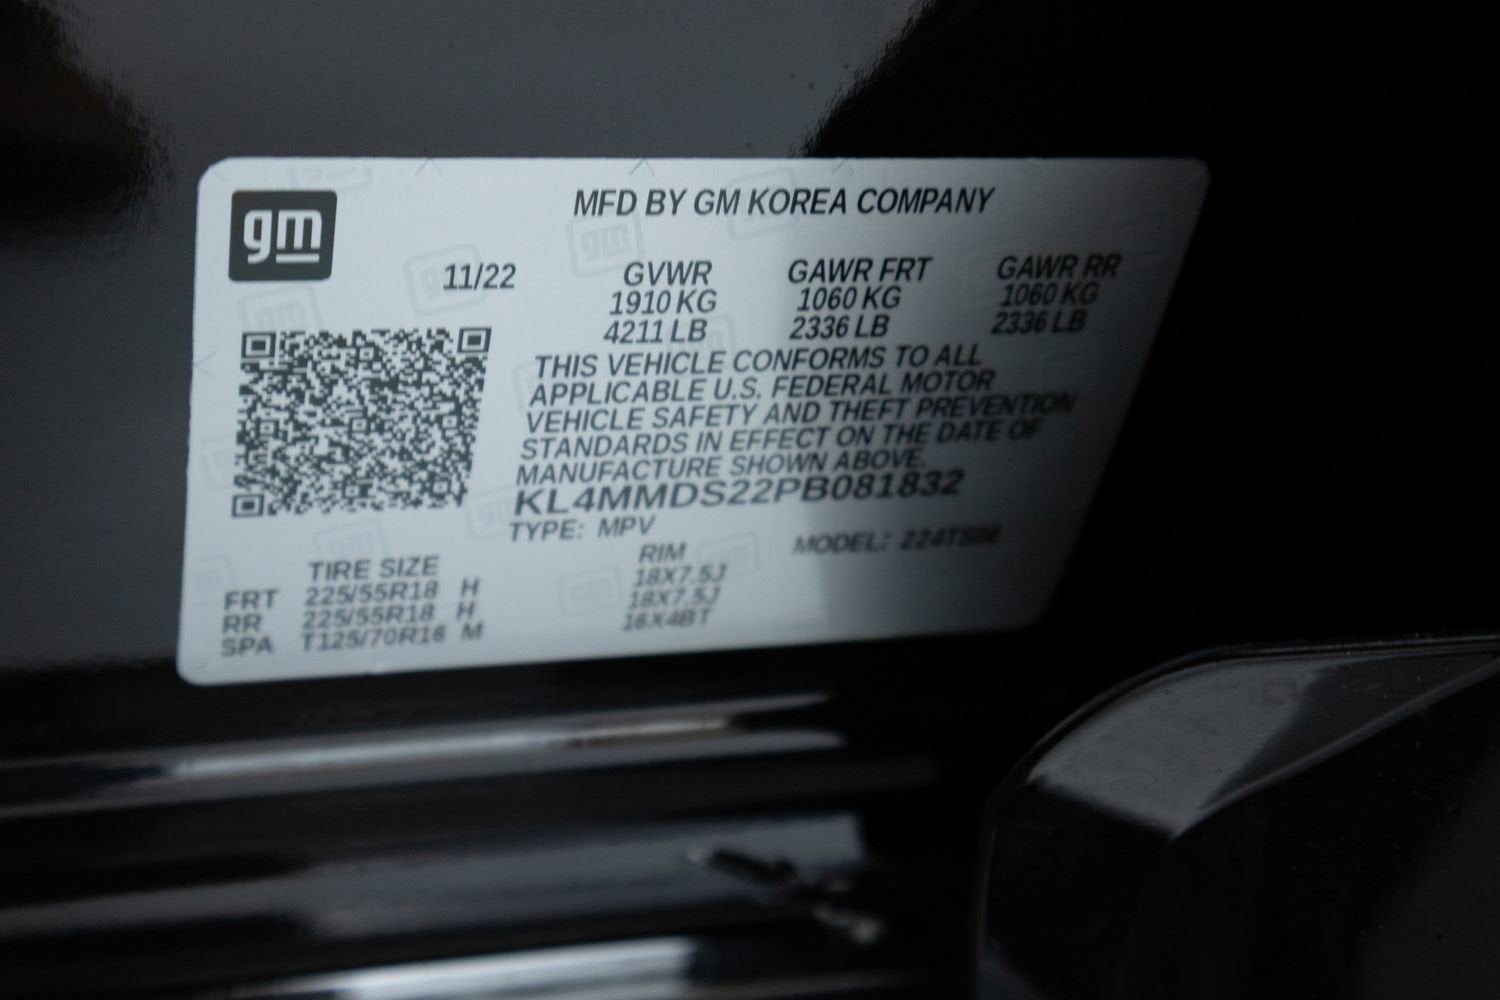 gm
MFD BY GM KOREA COMPANY
11/22 GVWR GAWR FRT GAWR RR
1910 KG 1060 KG 1060 KG
4211 LB 2336 LB 2336 LB
THIS VEHICLE CONFORMS TO ALL
APPLICABLE U.S. FEDERAL MOTOR
VEHICLE SAFETY AND THEFT PREVENTION
STANDARDS IN EFFECT ON THE DATE OF
MANUFACTURE SHOWN ABOVE.
KL4MMDS22PB081832
TYPE: MPV MODEL:
TIRE SIZE RIM
FRT 225/55R18 H 18X7.5J
RR 225/55R18 H 18X7.5J
SPA T125/70R16 M 16X4BT